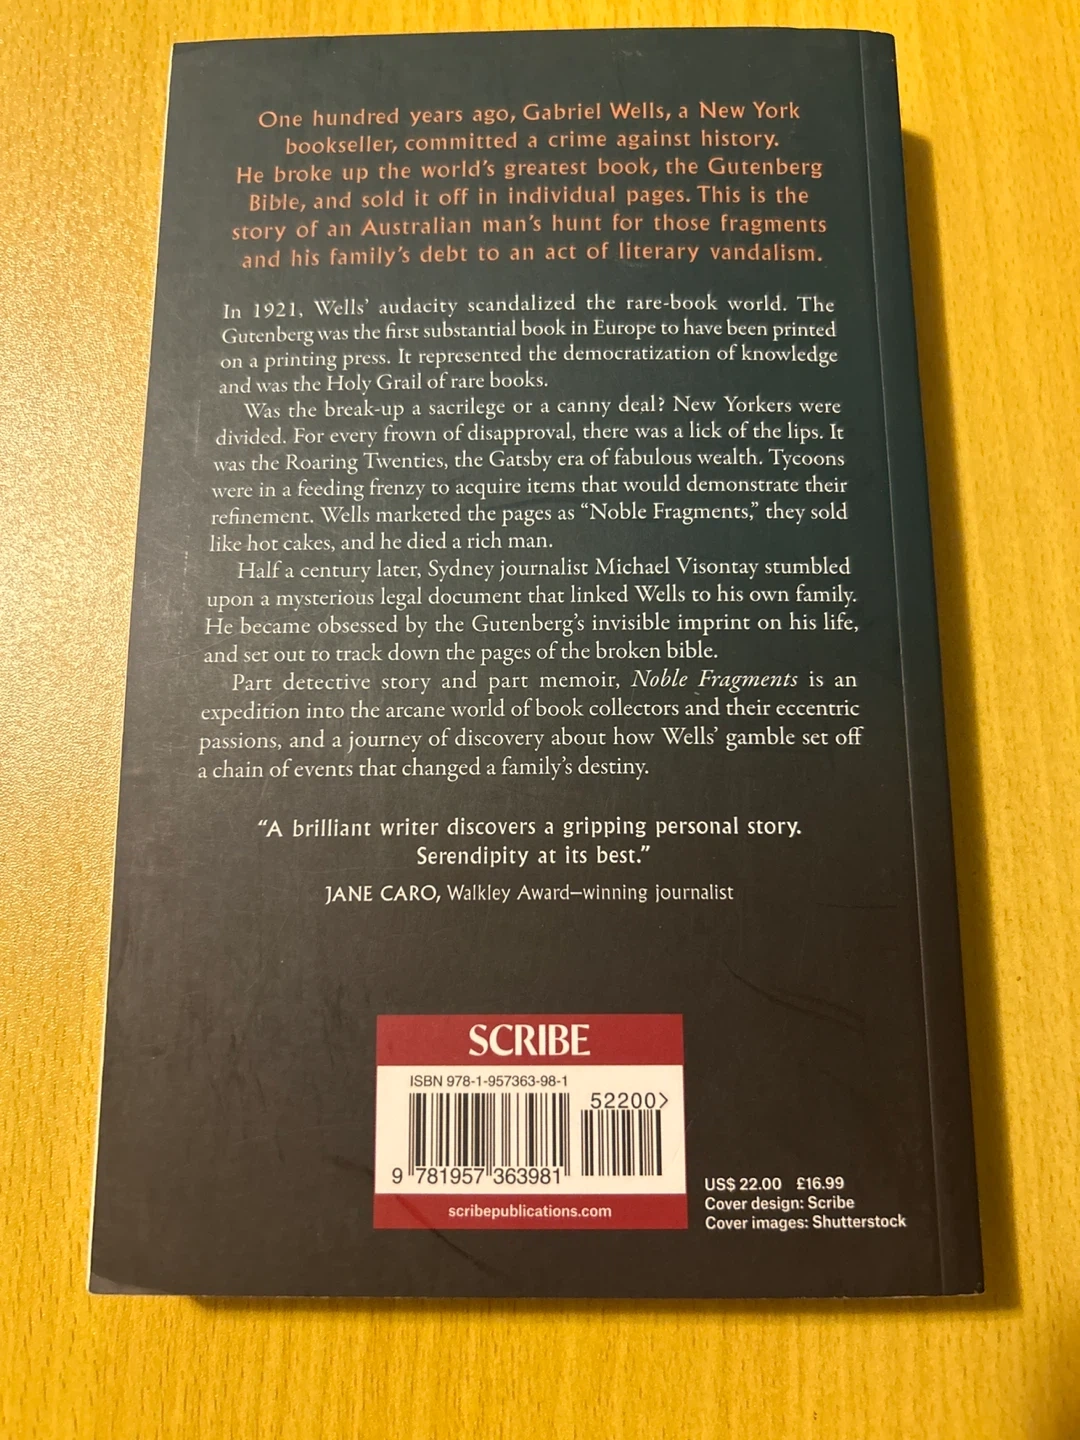 One hundred years ago, Gabriel Wells, a New York
bookseller, committed a crime against history.
He broke up the world's greatest book, the Gutenberg
Bible, and sold it off in individual pages. This is the
story of an Australian man's hunt for those fragments
and his family's debt to an act of literary vandalism.
In 1921, Wells' audacity scandalized the rare-book world. The
Gutenberg was the first substantial book in Europe to have been printed
on a printing press. It represented the democratization of knowledge
and was the Holy Grail of rare books.
Was the break-up a sacrilege or a canny deal? New Yorkers were
divided. For every frown of disapproval, there was a lick of the lips. It
was the Roaring Twenties, the Gatsby era of fabulous wealth. Tycoons
were in a feeding frenzy to acquire items that would demonstrate their
refinement. Wells marketed the pages as “Noble Fragments,” they sold
like hot cakes, and he died a rich man.
Half a century later, Sydney journalist Michael Visontay stumbled
upon a mysterious legal document that linked Wells to his own family.
He became obsessed by the Gutenberg's invisible imprint on his life,
and set out to track down the pages of the broken bible.
Part detective story and part memoir, Noble Fragments is an
expedition into the arcane world of book collectors and their eccentric
passions, and a journey of discovery about how Wells' gamble set off
a chain of events that changed a family's destiny.
“A brilliant writer discovers a gripping personal story.
Serendipity at its best.”
JANE CARO, Walkley Award–winning journalist
SCRIBE
ISBN 978-1-957363-98-1
52200>
9 781957 363981
scribepublications.com
US$ 22.00 £16.99
Cover design: Scribe
Cover images: Shutterstock